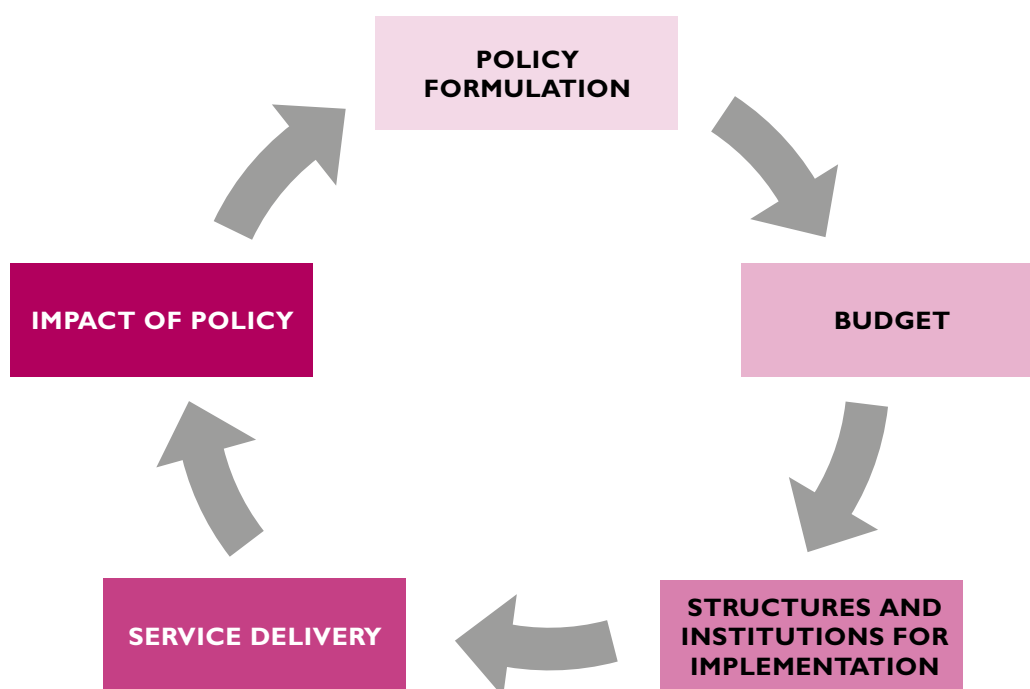 POLICY
FORMULATION
BUDGET
STRUCTURES AND
INSTITUTIONS FOR
IMPLEMENTATION
SERVICE DELIVERY
IMPACT OF POLICY